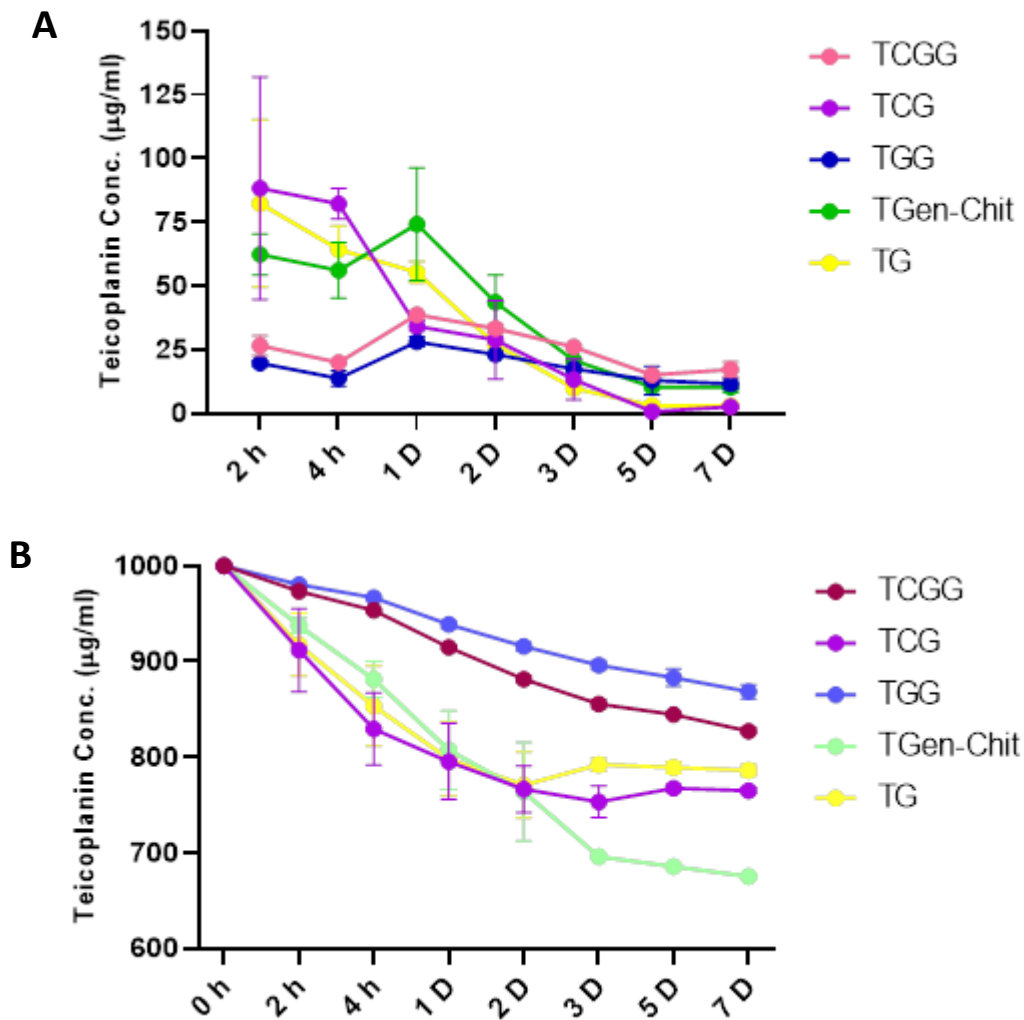 A
Teicoplanin Conc. (µg/ml)
150
125
100
75
50
25
0
2 h
4 h
1 D
2 D
3 D
5 D
7 D
TCGG
TCG
TGG
TGen-Chit
TG
B
Teicoplanin Conc. (µg/ml)
1000
900
800
700
600
0 h
2 h
4 h
1 D
2 D
3 D
5 D
7 D
TCGG
TCG
TGG
TGen-Chit
TG